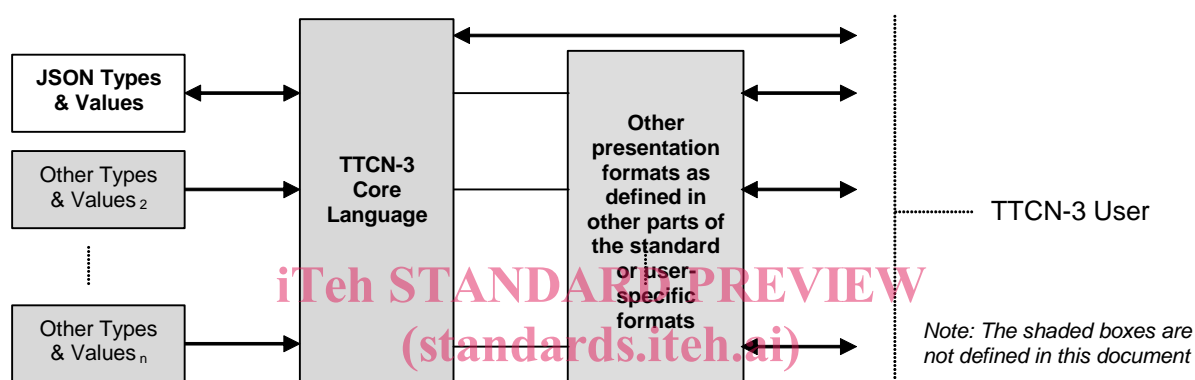 JSON Types
& Values
Other Types
& Values 2
Other Types
& Values n
TTCN-3
Core
Language
Other
presentation
formats as
defined in
other parts of
the standard
or user-
specific
formats
TTCN-3 User
Note: The shaded boxes are
not defined in this document
iTeh STANDARD PREVIEW
(standards.iteh.ai)